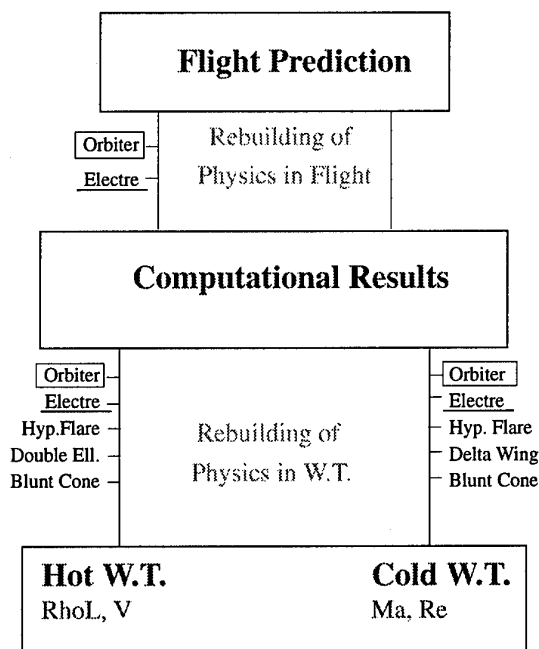 Flight Prediction
Orbiter
Electre
Rebuilding of
Physics in Flight
Computational Results
Orbiter
Electre
Hyp.Flare
Double Ell.
Blunt Cone
Rebuilding of
Physics in W.T.
Orbiter
Electre
Hyp. Flare
Delta Wing
Blunt Cone
Hot W.T.
RhoL, V
Cold W.T.
Ma, Re